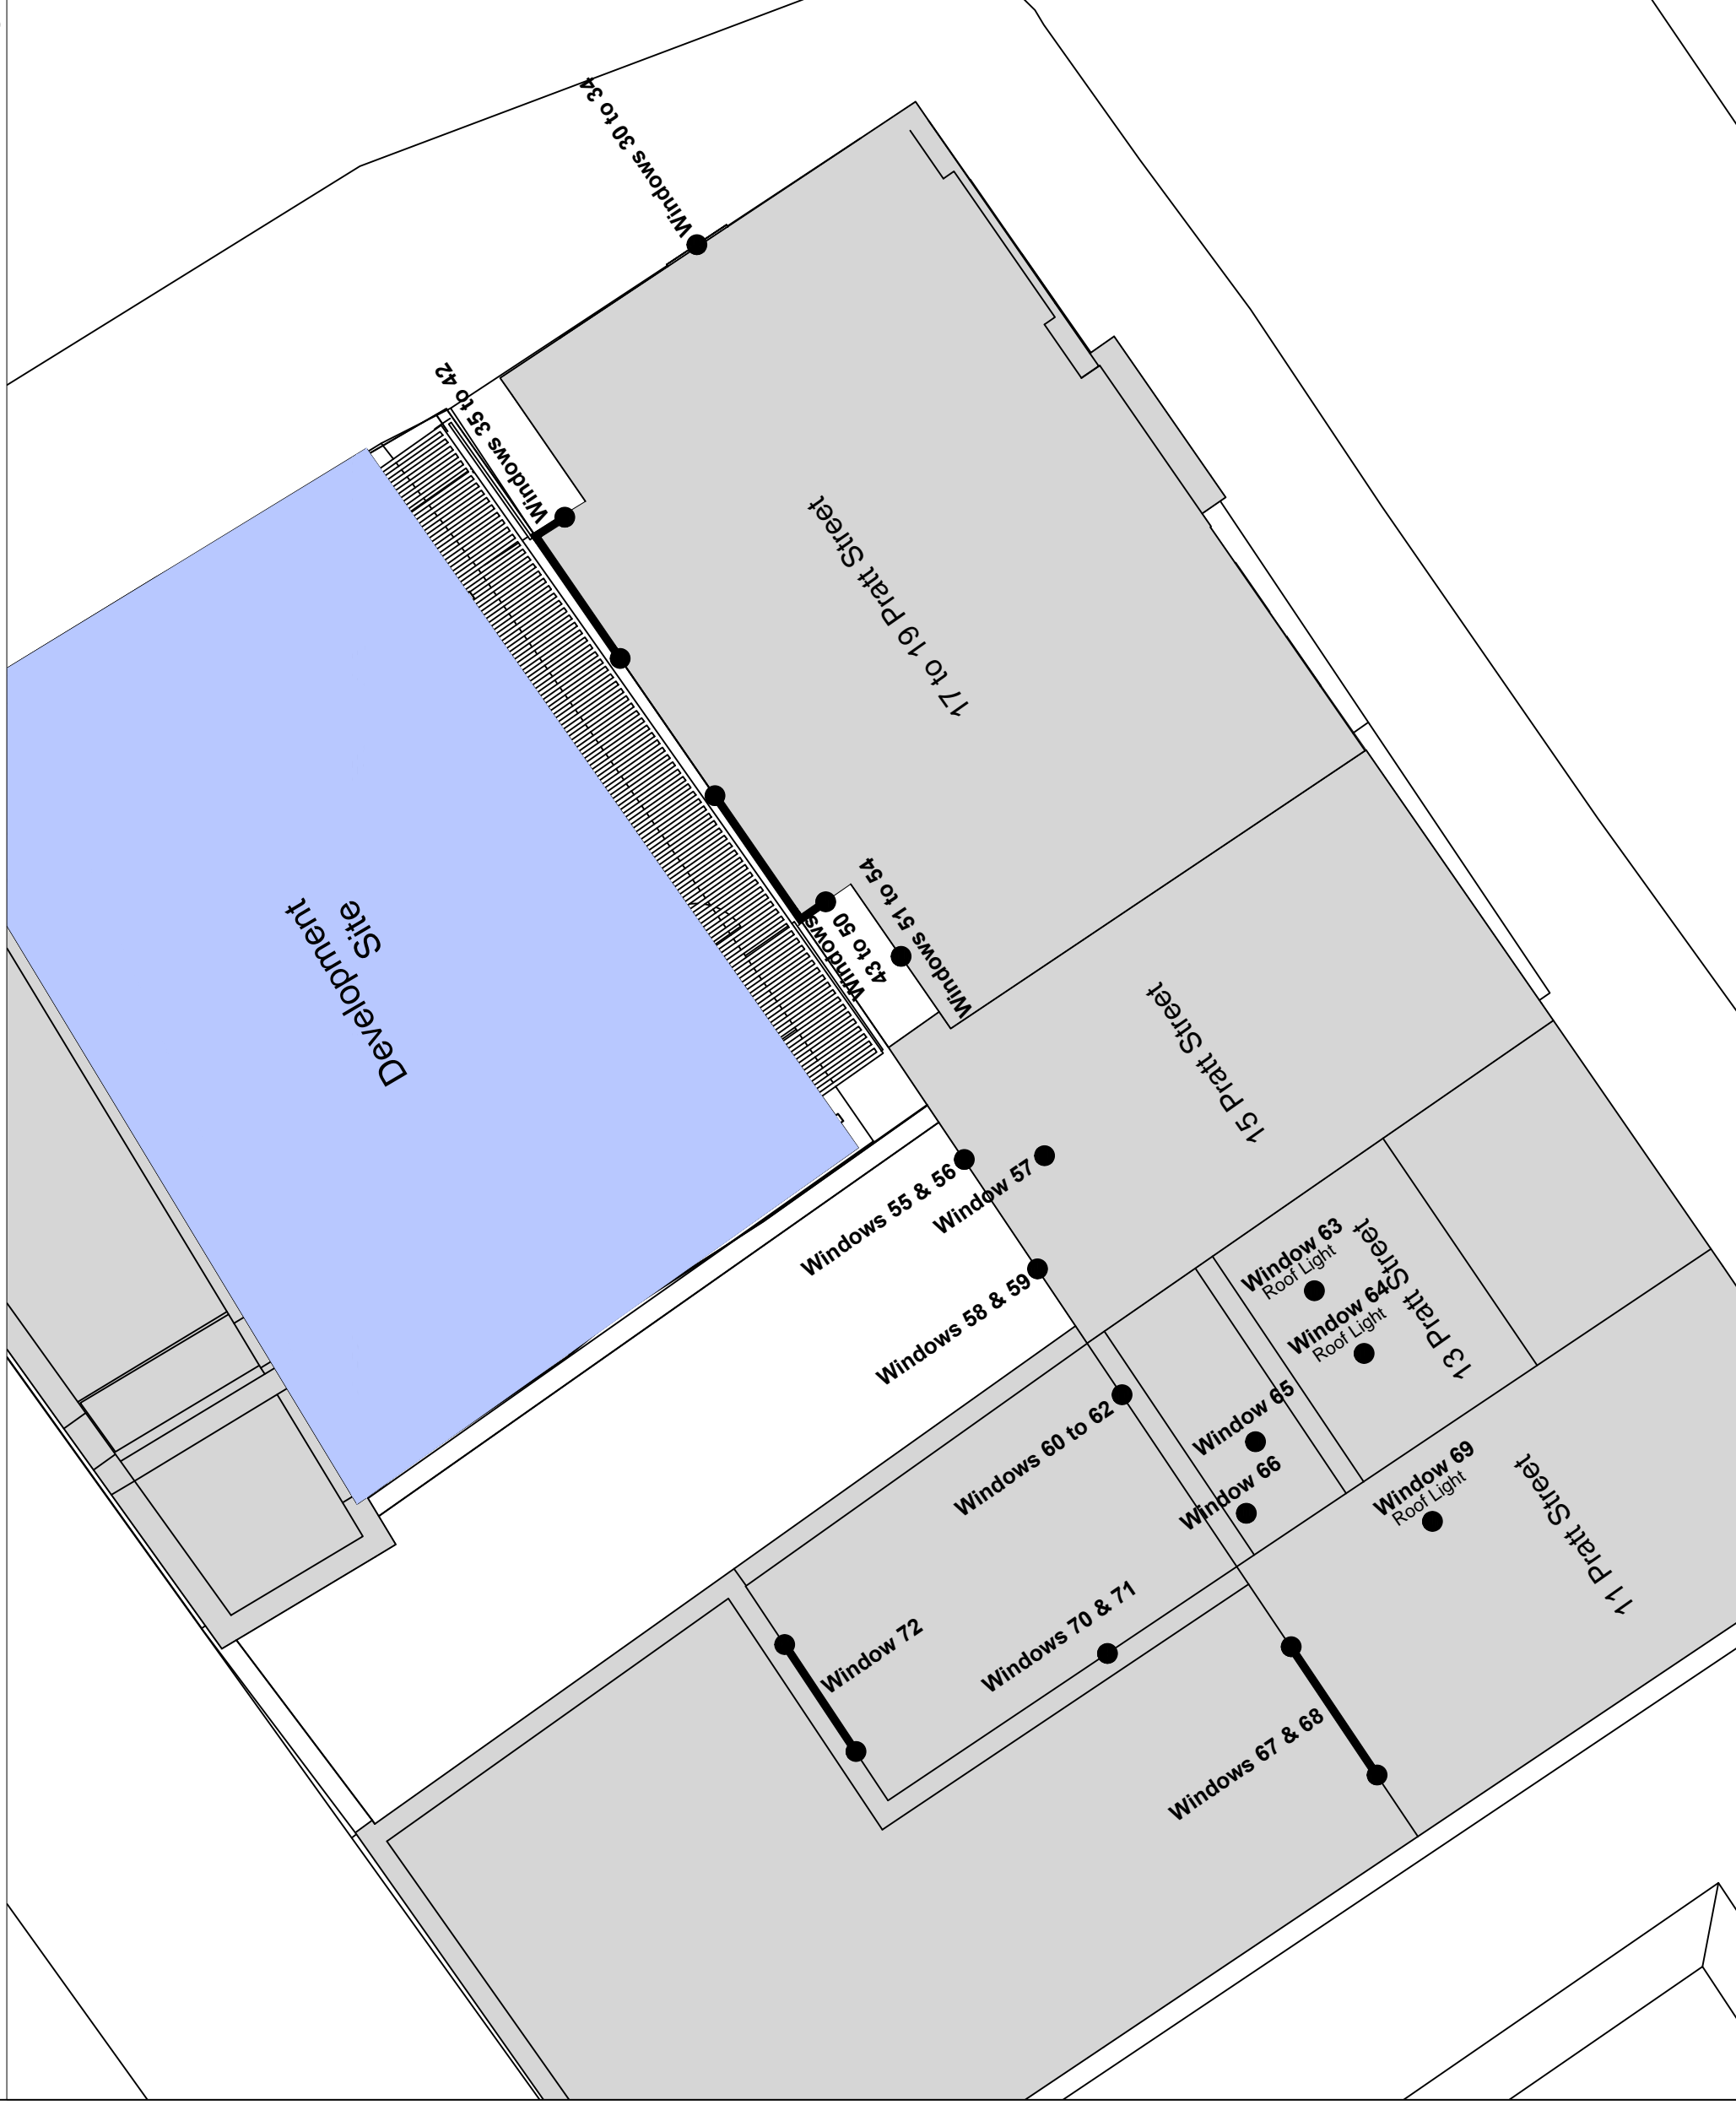 Windows 30 to 34
Windows 35 to 42
17 to 19 Pratt Street
Windows
43 to 50
Windows 51 to 54
Development
Site
15 Pratt Street
Windows 55 & 56
Window 57
Windows 58 & 59
Window 63
Roof Light
Window 64
Roof Light
13 Pratt Street
Windows 60 to 62
Window 65
Window 66
Window 69
Roof Light
11 Pratt Street
Window 72
Windows 70 & 71
Windows 67 & 68